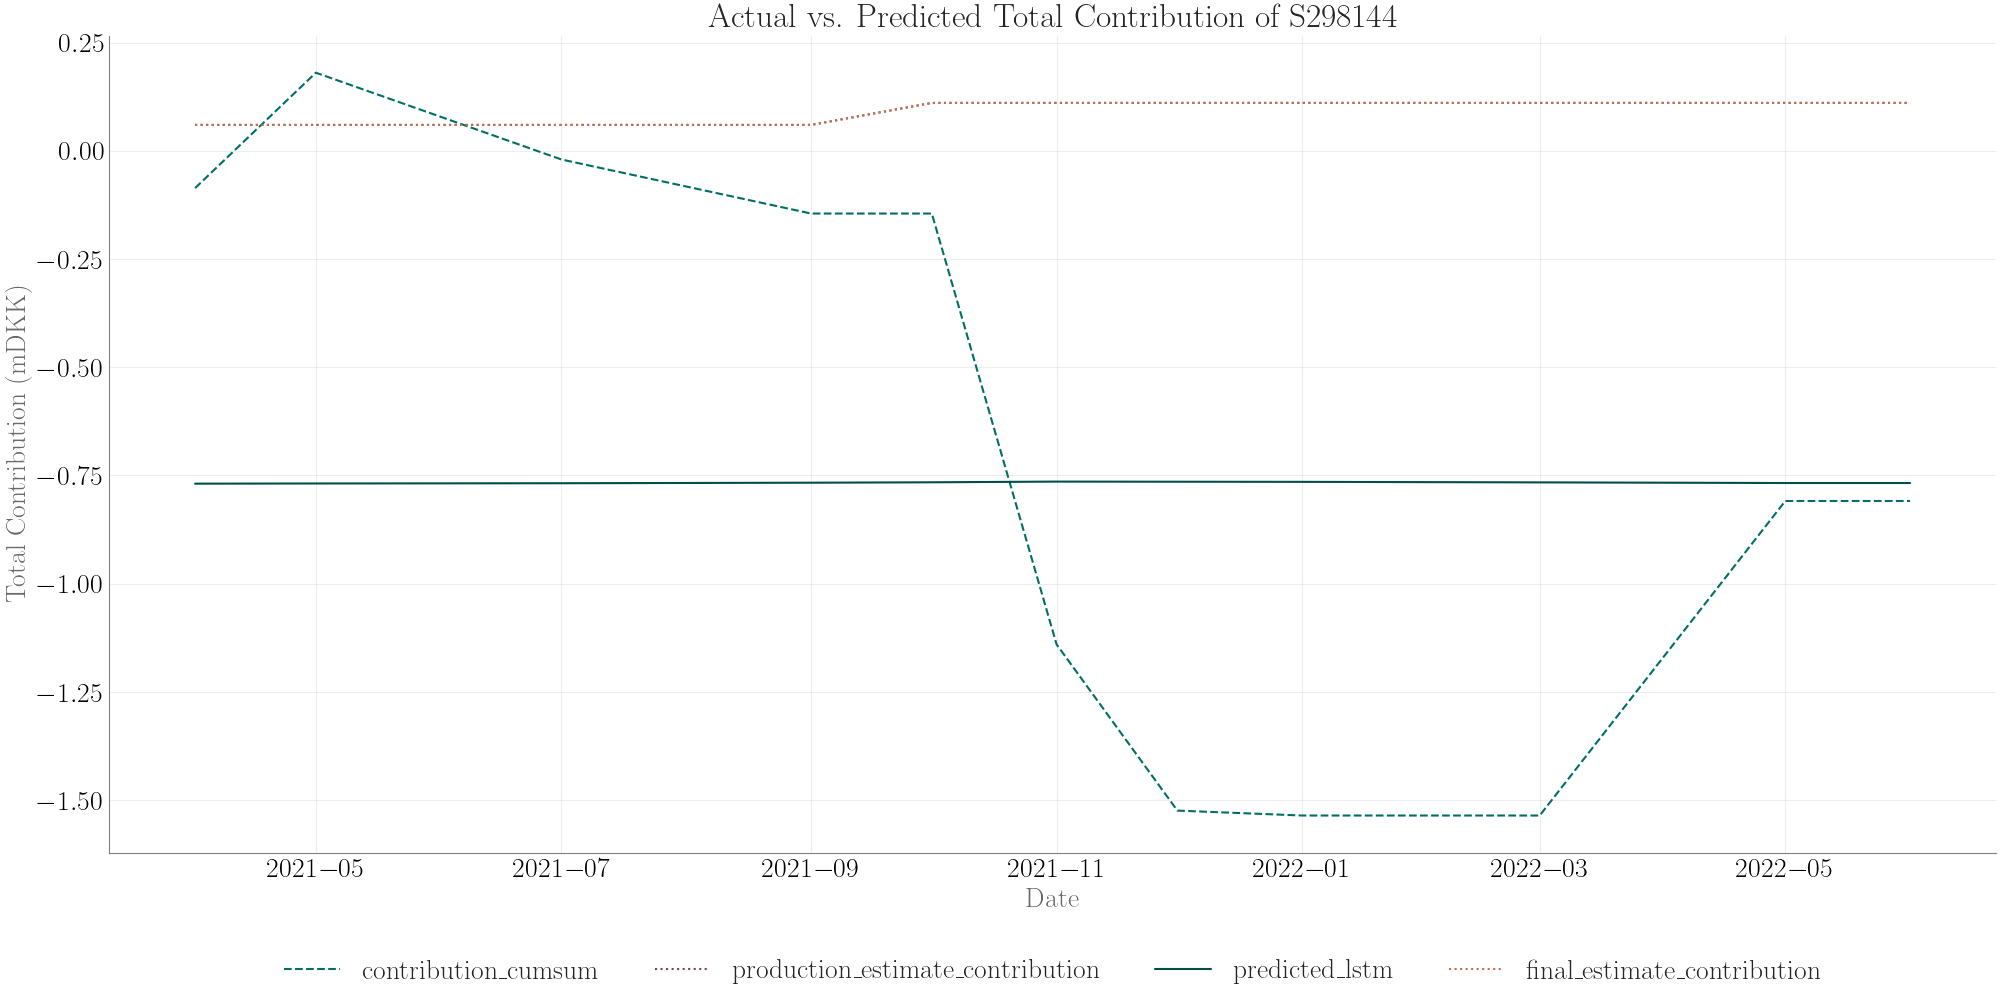 Actual vs. Predicted Total Contribution of S298144
Total Contribution (mDKK)
0.25
0.00
−0.25
−0.50
−0.75
−1.00
−1.25
−1.50
2021−05 2021−07 2021−09 2021−11 2022−01 2022−03 2022−05
Date
contribution_cumsum production_estimate_contribution predicted_lstm final_estimate_contribution